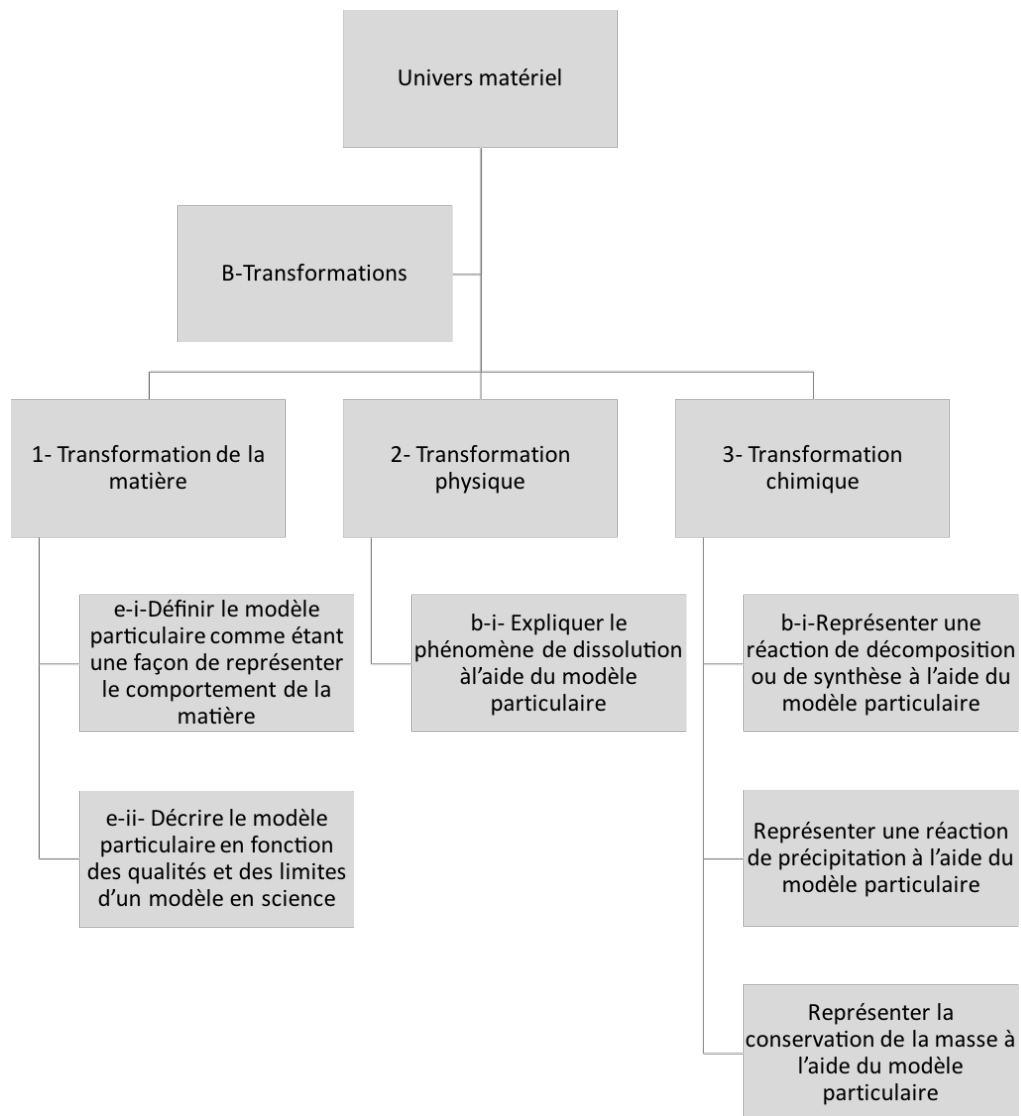 Univers matériel
B-Transformations
1- Transformation de la
matière
2- Transformation
physique
3- Transformation
chimique
e-i-Définir le modèle
particulaire comme étant
une façon de représenter
le comportement de la
matière
e-ii- Décrire le modèle
particulaire en fonction
des qualités et des limites
d'un modèle en science
b-i- Expliquer le
phénomène de dissolution
àl'aide du modèle
particulaire
b-i-Représenter une
réaction de décomposition
ou de synthèse à l'aide du
modèle particulaire
Représenter une réaction
de précipitation à l'aide du
modèle particulaire
Représenter la
conservation de la masse à
l'aide du modèle
particulaire